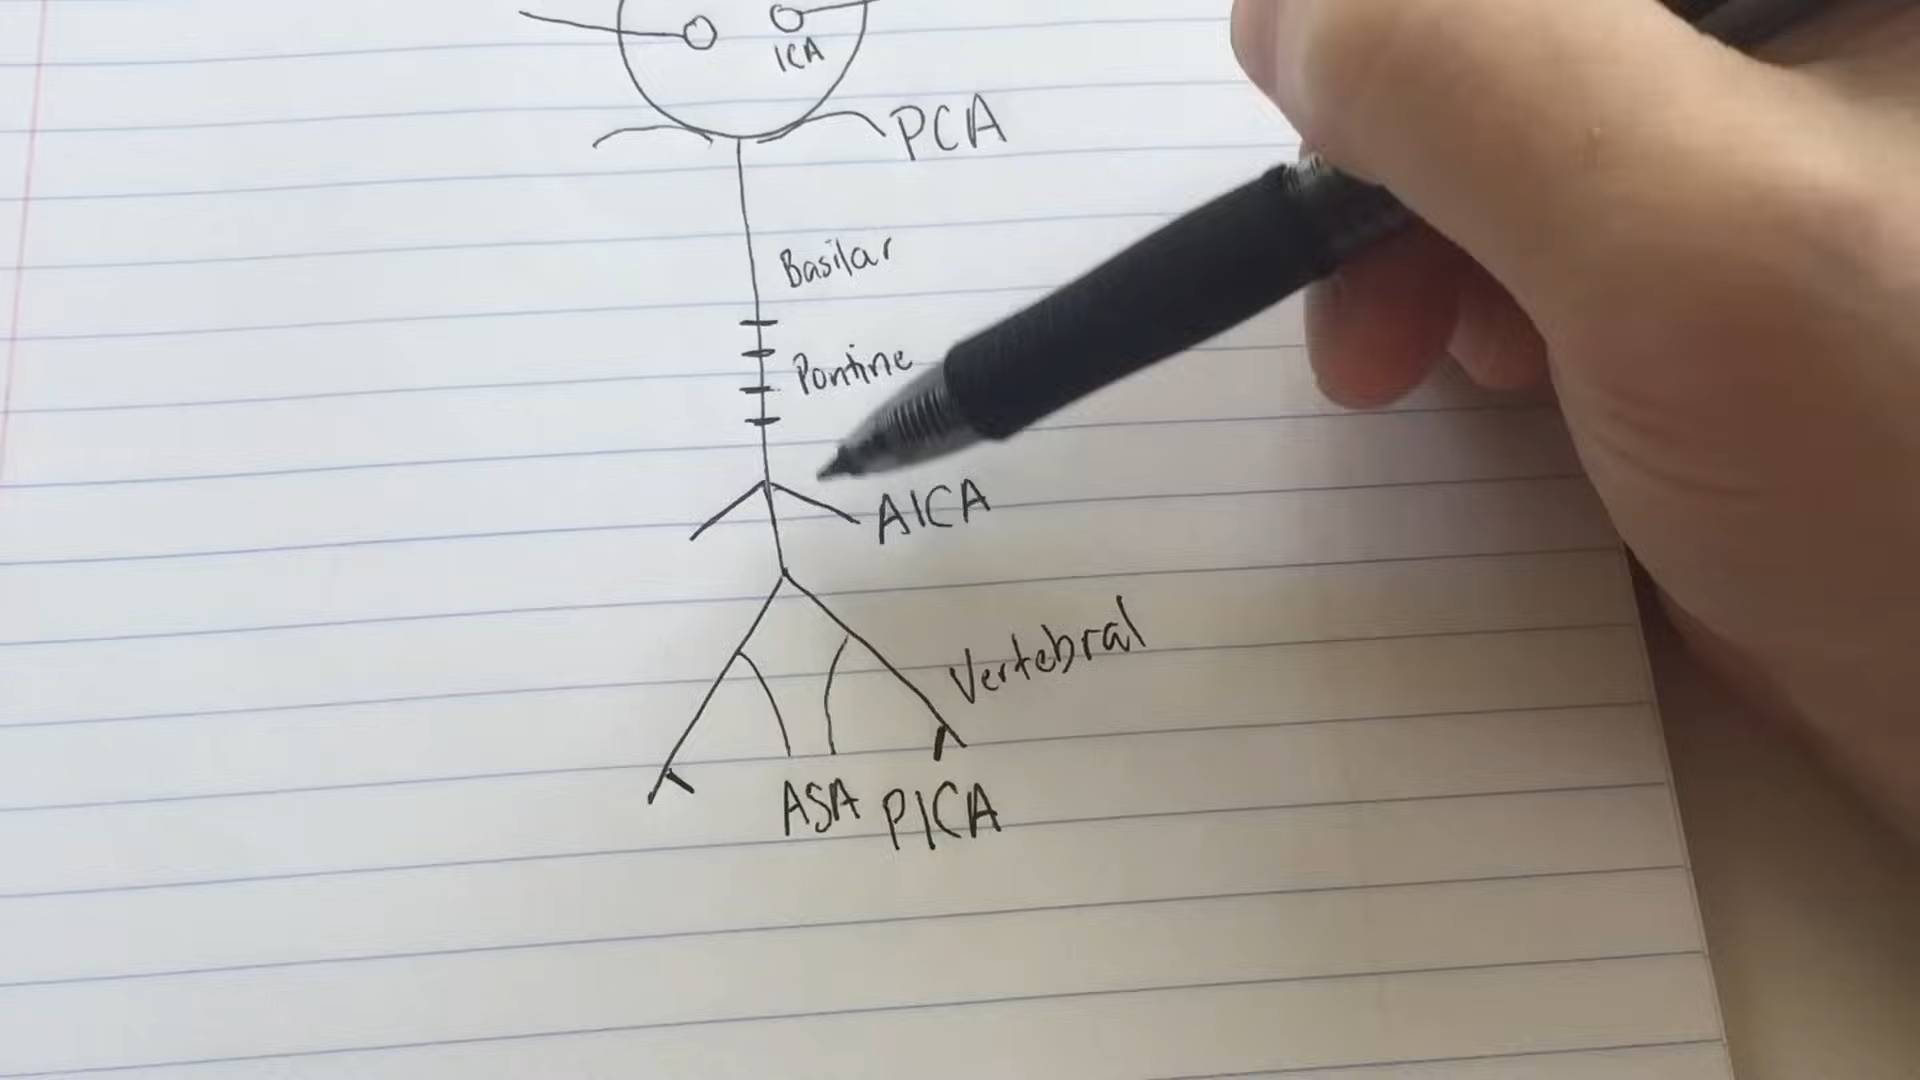 ICA
PCA
Basilar
Pontine
AICA
Vertebral
ASA PICA